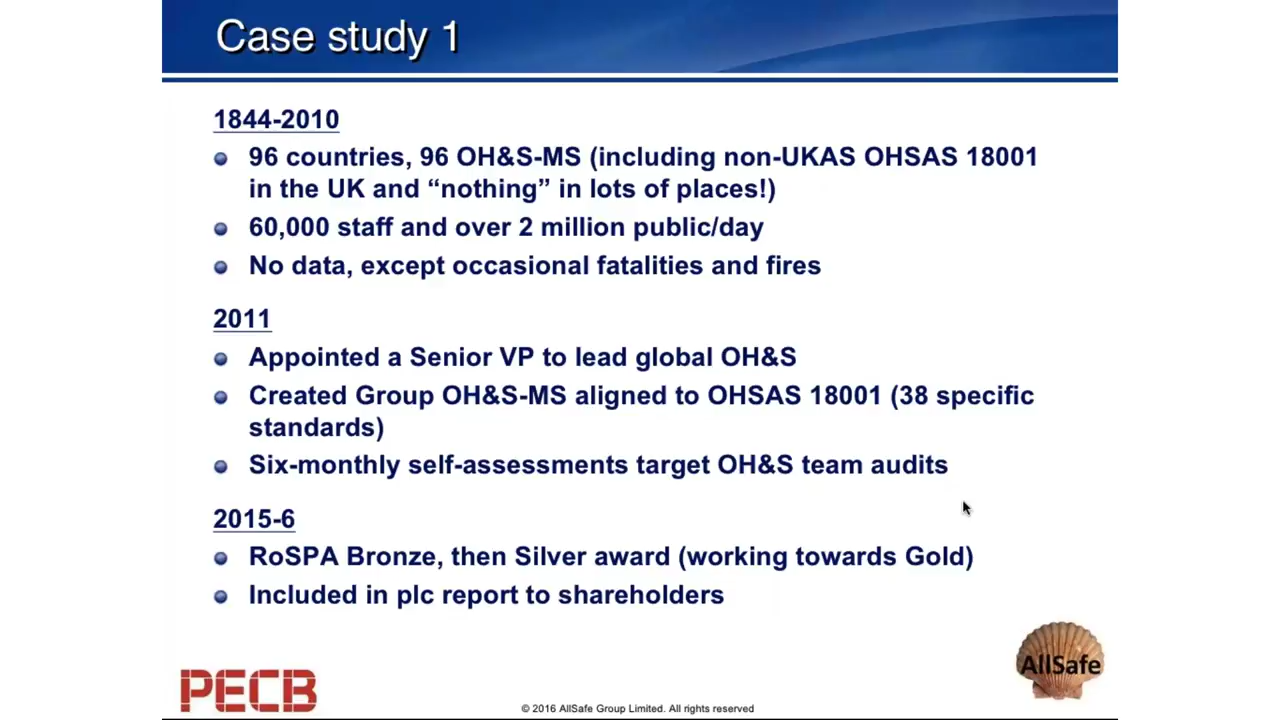 Case study 1
1844-2010
96 countries, 96 OH&S-MS (including non-UKAS OHSAS 18001
in the UK and “nothing” in lots of places!)
60,000 staff and over 2 million public/day
No data, except occasional fatalities and fires
2011
Appointed a Senior VP to lead global OH&S
Created Group OH&S-MS aligned to OHSAS 18001 (38 specific
standards)
Six-monthly self-assessments target OH&S team audits
2015-6
RoSPA Bronze, then Silver award (working towards Gold)
Included in plc report to shareholders
AllSafe
PECB
© 2016 AllSafe Group Limited. All rights reserved